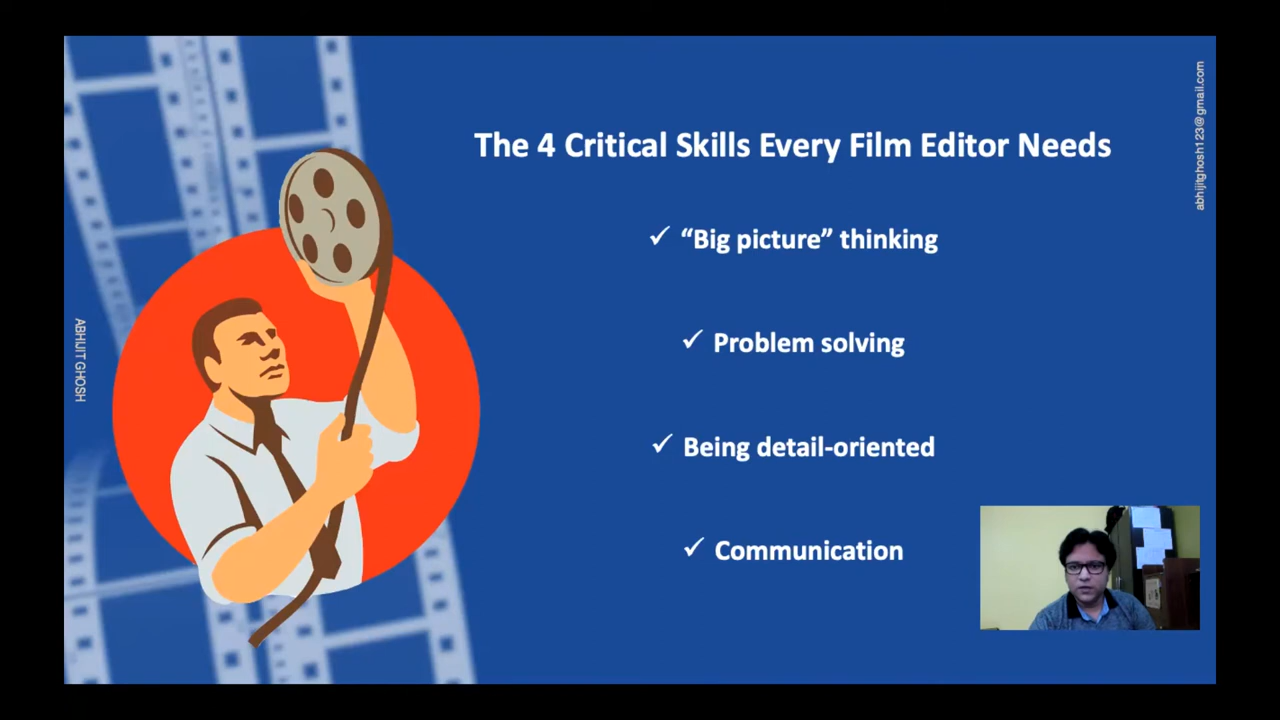 The 4 Critical Skills Every Film Editor Needs
✓ “Big picture” thinking
✓ Problem solving
✓ Being detail-oriented
✓ Communication
ABHIJIT GHOSH
abhijitghosh123@gmail.com